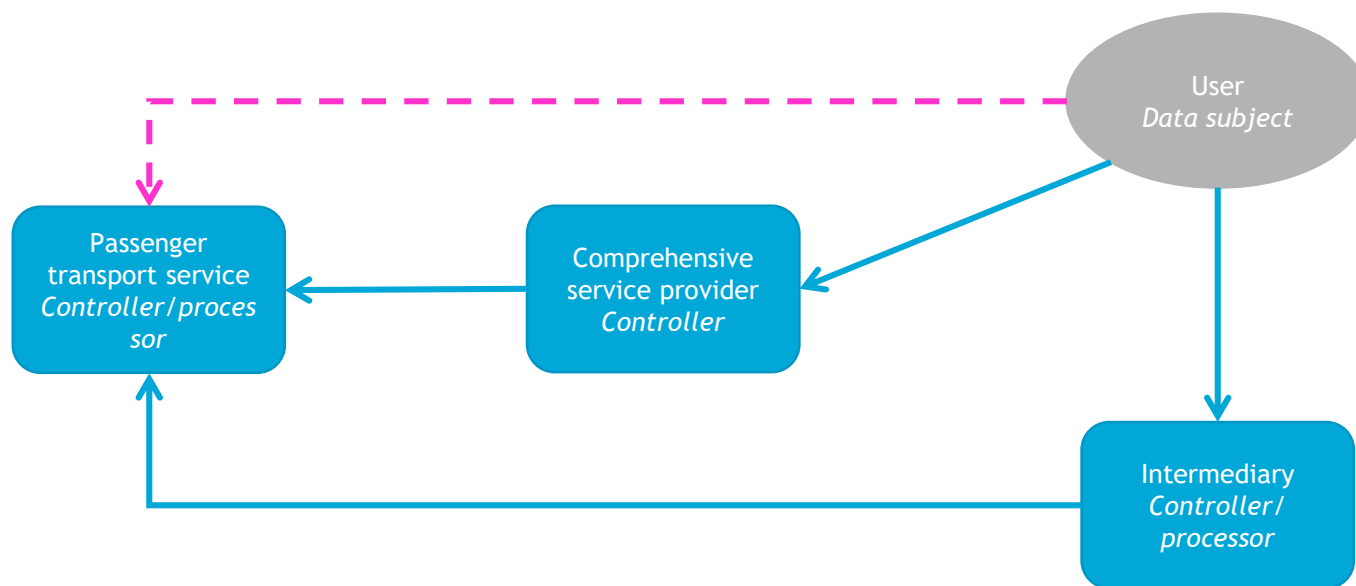 User
Data subject
Passenger
transport service
Controller/proces
sor
Comprehensive
service provider
Controller
Intermediary
Controller/
processor